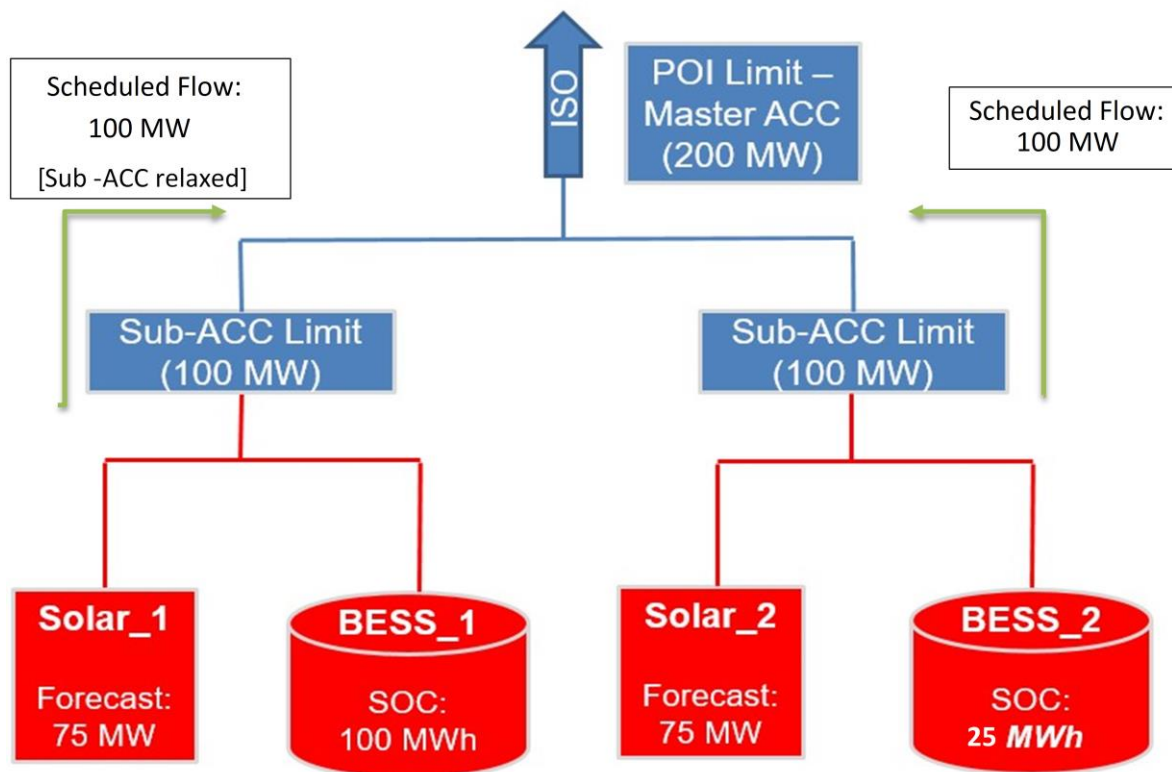 ISO
POI Limit –
Master ACC
(200 MW)
Scheduled Flow:
100 MW
[Sub -ACC relaxed]
Scheduled Flow:
100 MW
Sub-ACC Limit
(100 MW)
Sub-ACC Limit
(100 MW)
Solar_1
Forecast:
75 MW
BESS_1
SOC:
100 MWh
Solar_2
Forecast:
75 MW
BESS_2
SOC:
25 MWh